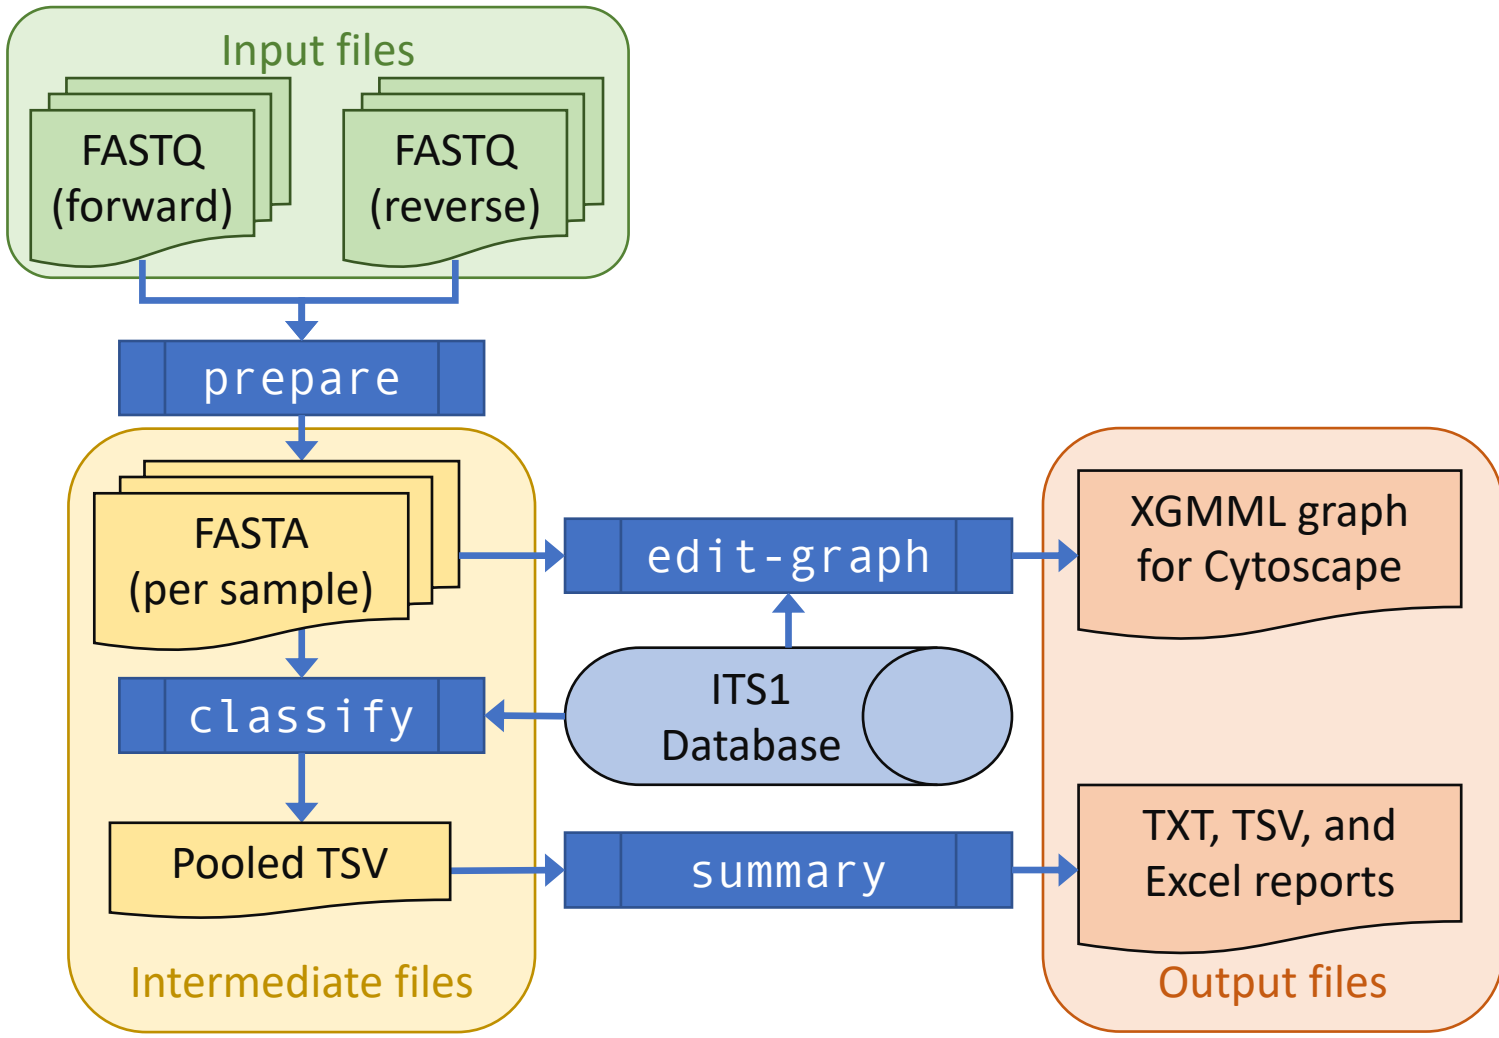 Input files
FASTQ
(forward)
FASTQ
(reverse)
prepare
FASTA
(per sample)
edit-graph
XGMML graph
for Cytoscape
classify
ITS1
Database
Pooled TSV
summary
TXT, TSV, and
Excel reports
Intermediate files
Output files